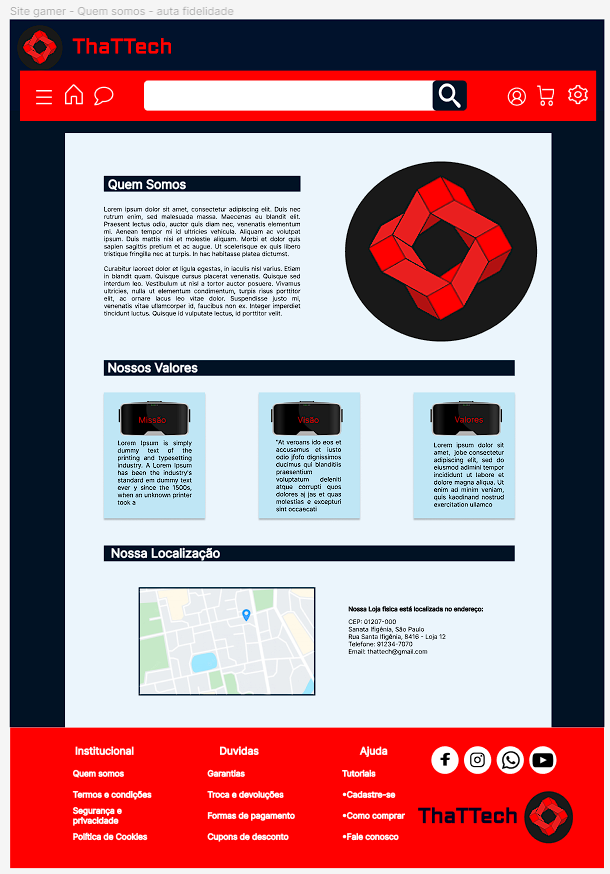 Site gamer - Quem somos - auta fidelidade
ThaTTech
Quem Somos
Lorem ipsum dolor sit amet, consectetur adipiscing elit. Duis nec
rutrum enim, sed malesuada massa. Maecenas eu blandit elit.
Praesent lectus odio, auctor quis diam nec, venenatis elementum
mi. Aenean tempor mi id ultricies vehicula. Aliquam ac volutpat
ipsum. Duis mattis nisi et molestie aliquam. Morbi et dolor quis
sapien sagittis pretium et ac augue. Ut scelerisque ex quis libero
tristique fringilla nec at turpis. In hac habitasse platea dictumst.
Curabitur laoreet dolor et ligula egestas, in iaculis nisl varius. Etiam
in blandit quam. Quisque cursus placerat venenatis. Quisque sed
interdum leo. Vestibulum ut nisl a tortor auctor posuere. Vivamus
ultricies, nulla ut elementum condimentum, turpis risus porttitor
elit, ac ornare lacus leo vitae dolor. Suspendisse justo mi,
venenatis vitae ullamcorper id, faucibus non ex. Integer imperdiet
tincidunt luctus. Quisque id vulputate lectus, id porttitor velit.
Nossos Valores
Missão
Lorem Ipsum is simply
dummy text of the
printing and typesetting
industry. A Lorem Ipsum
has been the industry's
standard em dummy text
ever y since the 1500s,
when an unknown printer
took a
Visão
"At veroans ido eos et
accusamus et iusto
odio jfofo dignissimos
ducimus qui blanditiis
praesentium
voluptatum deleniti
atque corrupti quos
dolores aj jas et quas
molestias e excepturi
sint occaecati
Valores
Lorem ipsum dolor sit
amet, jobe consectetur
adipiscing elit, sed do
eiusmod adimini tempor
incididunt ut labore et
dolore magna aliqua. Ut
enim ad minim veniam,
quis kaodinand nostrud
exercitation ullamco
Nossa Localização
Nossa Loja fisica está localizada no endereço:
CEP: 01207-000
Sanata Ifigênia, São Paulo
Rua Santa Ifigênia, 8416 - Loja 12
Telefone: 91234-7070
Email: thattech@gmail.com
Institucional
Quem somos
Termos e condições
Segurança e
privacidade
Política de Cookies
Duvidas
Garantias
Troca e devoluções
Formas de pagamento
Cupons de desconto
Ajuda
Tutoriais
•Cadastre-se
•Como comprar
•Fale conosco
ThaTTech